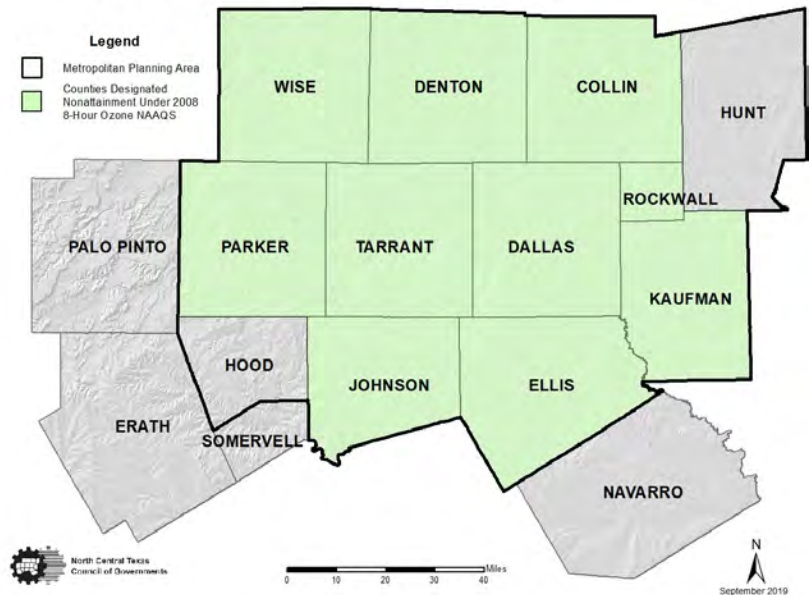 Legend
Metropolitan Planning Area
Counties Designated
Nonattainment Under 2008
8-Hour Ozone NAAQS
WISE
DENTON
COLLIN
HUNT
ROCKWALL
PALO PINTO
PARKER
TARRANT
DALLAS
KAUFMAN
HOOD
JOHNSON
ELLIS
ERATH
SOMERVELL
NAVARRO
North Central Texas
Council of Governments
Miles
0 10 20 30 40
N
September 2019